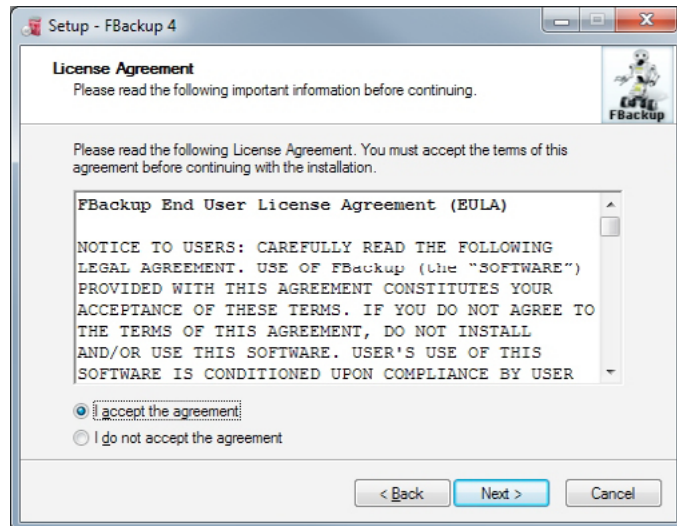 Setup - FBackup 4
License Agreement
Please read the following important information before continuing.
FBackup
Please read the following License Agreement. You must accept the terms of this
agreement before continuing with the installation.
FBackup End User License Agreement (EULA)
NOTICE TO USERS: CAREFULLY READ THE FOLLOWING
LEGAL AGREEMENT. USE OF FBackup (the "SOFTWARE")
PROVIDED WITH THIS AGREEMENT CONSTITUTES YOUR
ACCEPTANCE OF THESE TERMS. IF YOU DO NOT AGREE TO
THE TERMS OF THIS AGREEMENT, DO NOT INSTALL
AND/OR USE THIS SOFTWARE. USER'S USE OF THIS
SOFTWARE IS CONDITIONED UPON COMPLIANCE BY USER
I accept the agreement
I do not accept the agreement
< Back Next > Cancel